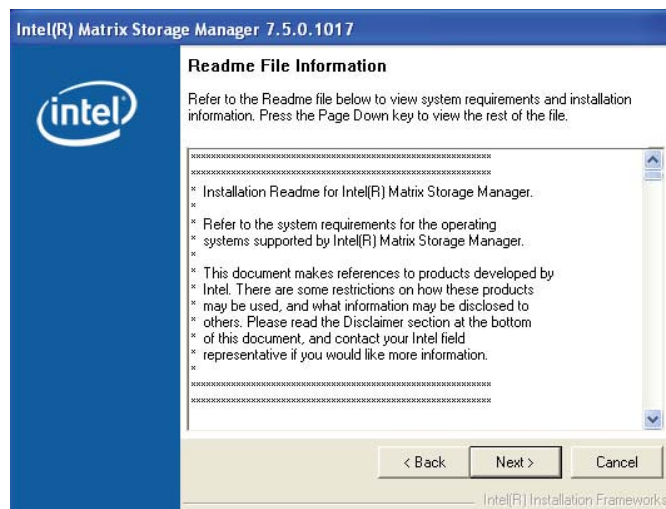 Intel(R) Matrix Storage Manager 7.5.0.1017
intel
Readme File Information
Refer to the Readme file below to view system requirements and installation
information. Press the Page Down key to view the rest of the file.
************************************************************
************************************************************
* Installation Readme for Intel(R) Matrix Storage Manager.
*
* Refer to the system requirements for the operating
* systems supported by Intel(R) Matrix Storage Manager.
*
* This document makes references to products developed by
* Intel. There are some restrictions on how these products
* may be used, and what information may be disclosed to
* others. Please read the Disclaimer section at the bottom
* of this document, and contact your Intel field
* representative if you would like more information.
*
************************************************************
************************************************************
< Back
Next >
Cancel
Intel(R) Installation Frameworks